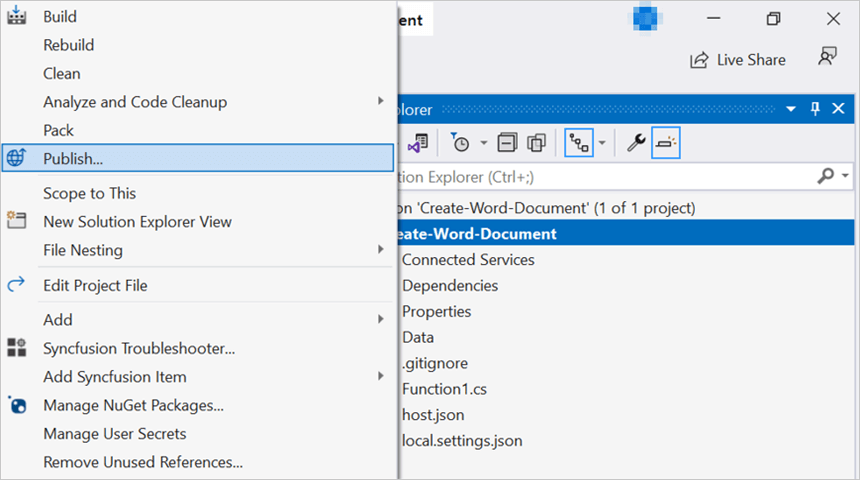 Build
Rebuild
Clean
Analyze and Code Cleanup
Pack
Publish...
Scope to This
New Solution Explorer View
File Nesting
Edit Project File
Add
Syncfusion Troubleshooter...
Add Syncfusion Item
Manage NuGet Packages...
Manage User Secrets
Remove Unused References...
ent
Live Share
plorer
tion Explorer (Ctrl+;)
on 'Create-Word-Document' (1 of 1 project)
eate-Word-Document
Connected Services
Dependencies
Properties
Data
.gitignore
Function1.cs
host.json
local.settings.json